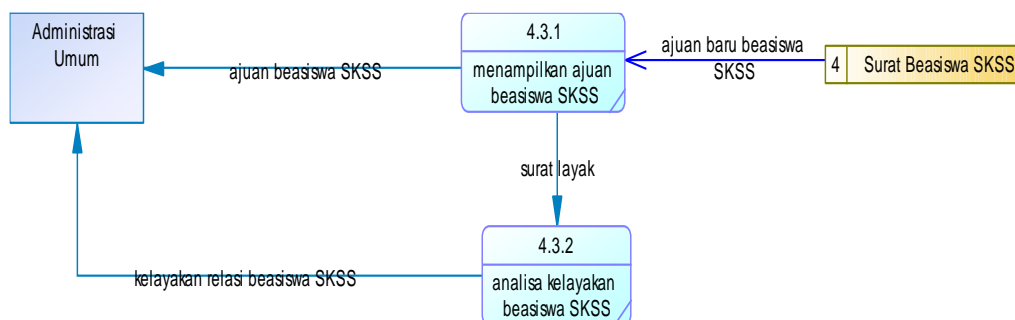 Administrasi
Umum
ajuan beasiswa SKSS
4.3.1
menampilkan ajuan
beasiswa SKSS
ajuan baru beasiswa
SKSS
4 Surat Beasiswa SKSS
surat layak
4.3.2
analisa kelayakan
beasiswa SKSS
kelayakan relasi beasiswa SKSS